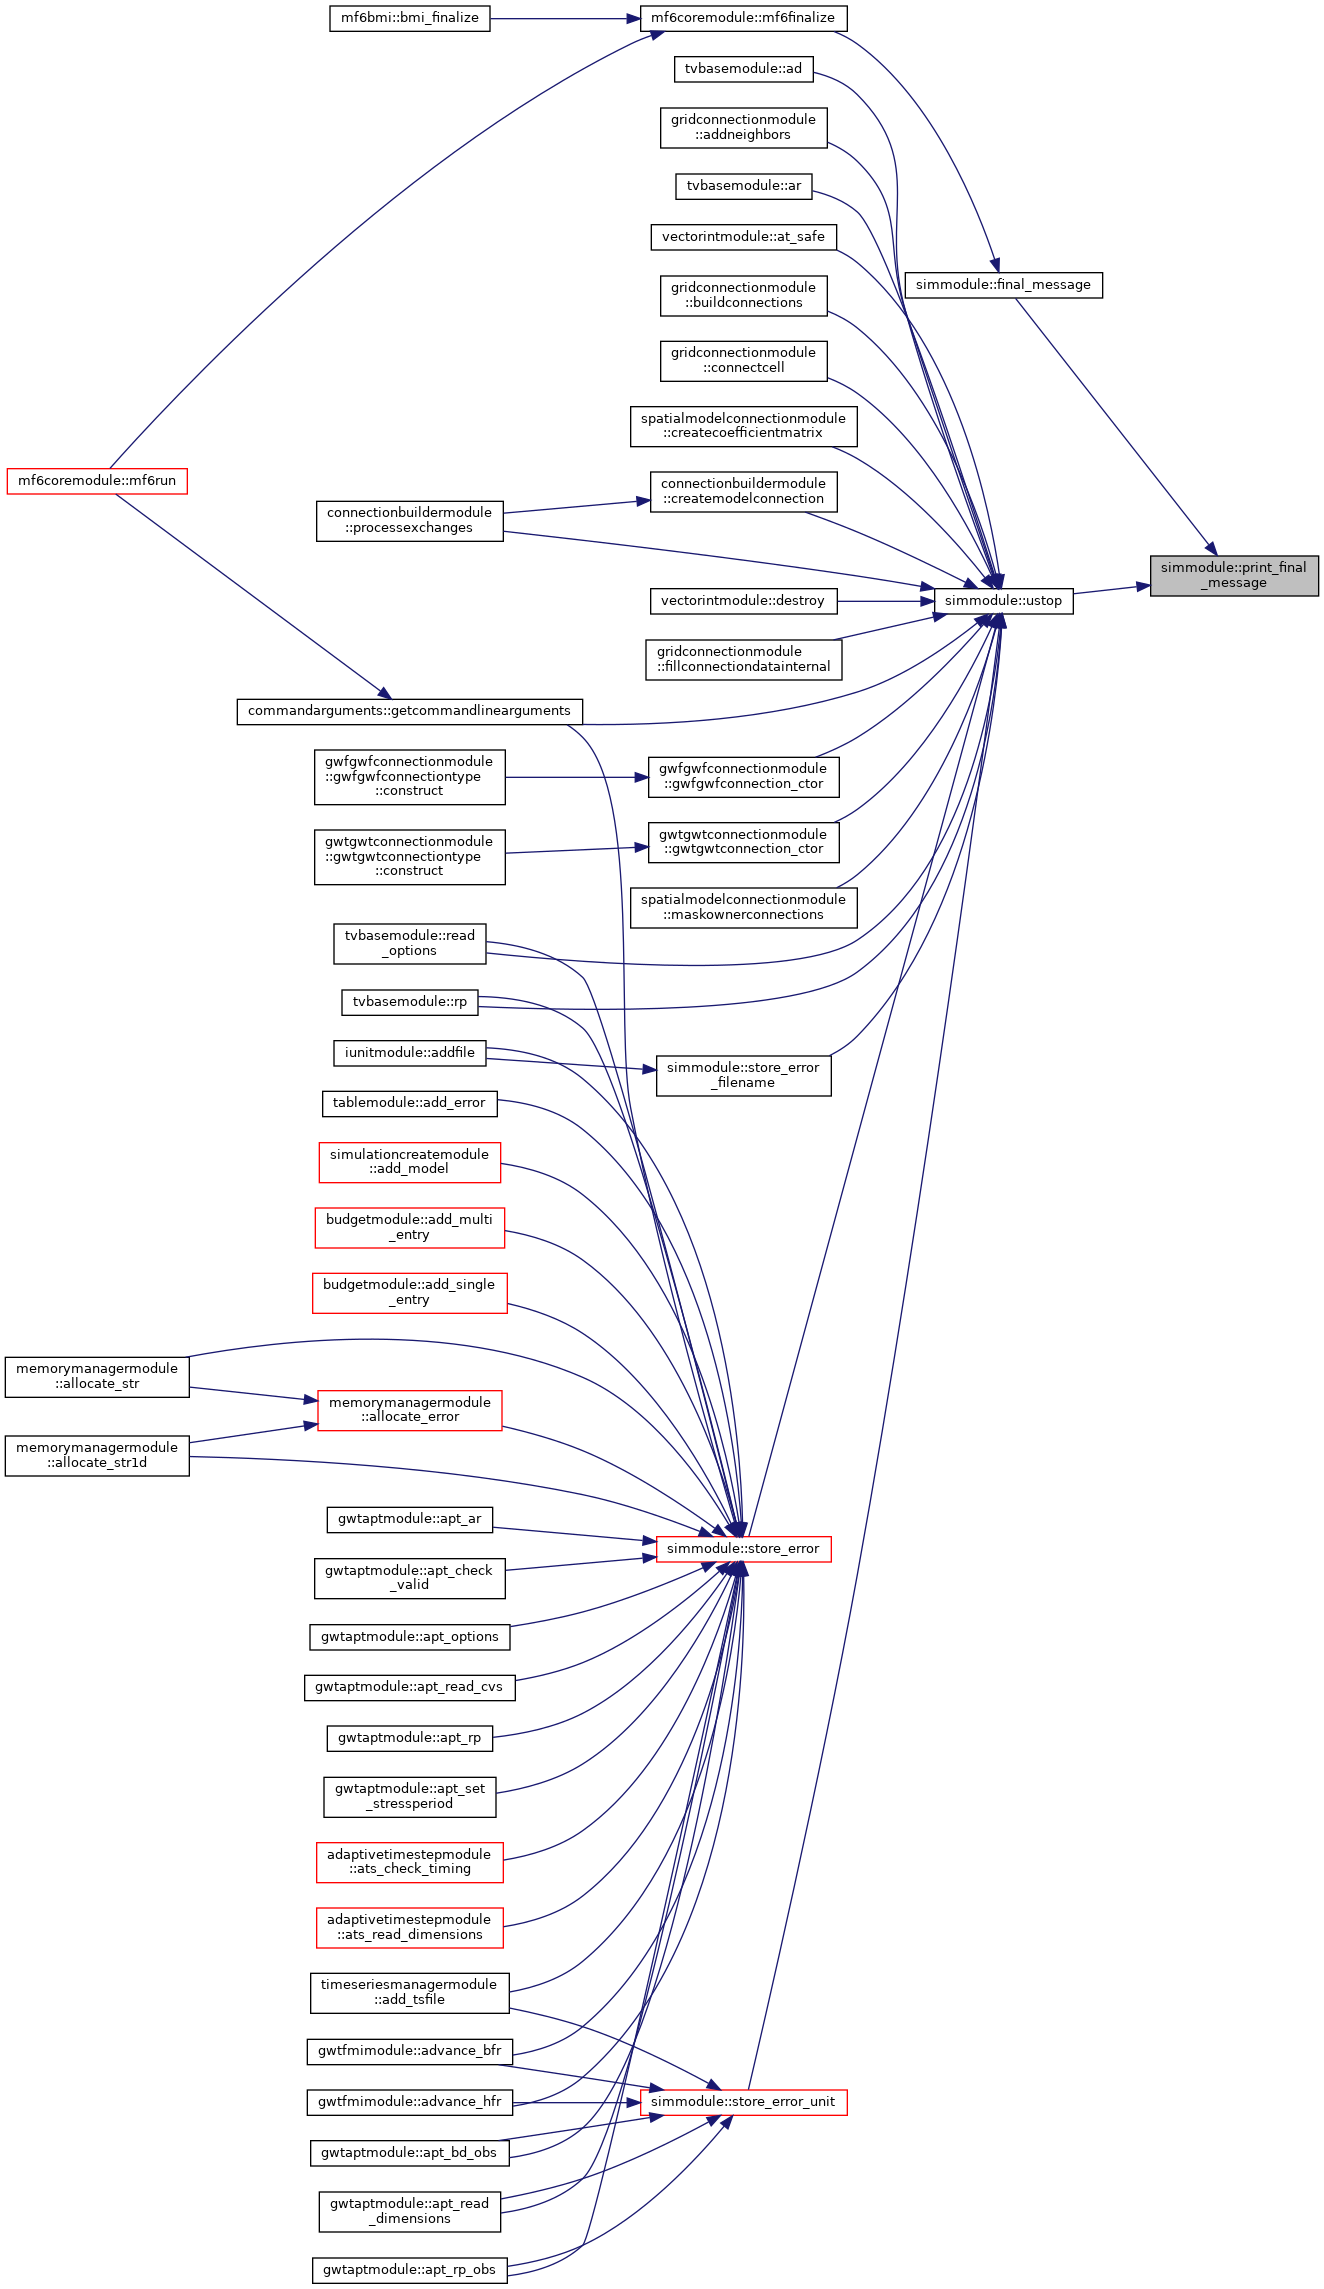 mf6bmi::bmi_finalize
mf6coremodule::mf6finalize
tvbasemodule::ad
gridconnectionmodule
::addneighbors
tvbasemodule::ar
vectorintmodule::at_safe
simmodule::final_message
gridconnectionmodule
::buildconnections
gridconnectionmodule
::connectcell
spatialmodelconnectionmodule
::createcoefficientmatrix
mf6coremodule::mf6run
connectionbuildermodule
::createmodelconnection
connectionbuildermodule
::processexchanges
simmodule::print_final
_message
vectorintmodule::destroy
simmodule::ustop
gridconnectionmodule
::fillconnectiondatainternal
commandarguments::getcommandlinearguments
gwfgwfconnectionmodule
::gwfgwfconnectiontype
::construct
gwfgwfconnectionmodule
::gwfgwfconnection_ctor
gwtgwtconnectionmodule
::gwtgwtconnectiontype
::construct
gwtgwtconnectionmodule
::gwtgwtconnection_ctor
spatialmodelconnectionmodule
::maskownerconnections
tvbasemodule::read
_options
tvbasemodule::rp
iunitmodule::addfile
simmodule::store_error
_filename
tablemodule::add_error
simulationcreatemodule
::add_model
budgetmodule::add_multi
_entry
budgetmodule::add_single
_entry
memorymanagermodule
::allocate_str
memorymanagermodule
::allocate_error
memorymanagermodule
::allocate_str1d
gwtaptmodule::apt_ar
simmodule::store_error
gwtaptmodule::apt_check
_valid
gwtaptmodule::apt_options
gwtaptmodule::apt_read_cvs
gwtaptmodule::apt_rp
gwtaptmodule::apt_set
_stressperiod
adaptivetimestepmodule
::ats_check_timing
adaptivetimestepmodule
::ats_read_dimensions
timeseriesmanagermodule
::add_tsfile
gwtfmimodule::advance_bfr
gwtfmimodule::advance_hfr
simmodule::store_error_unit
gwtaptmodule::apt_bd_obs
gwtaptmodule::apt_read
_dimensions
gwtaptmodule::apt_rp_obs